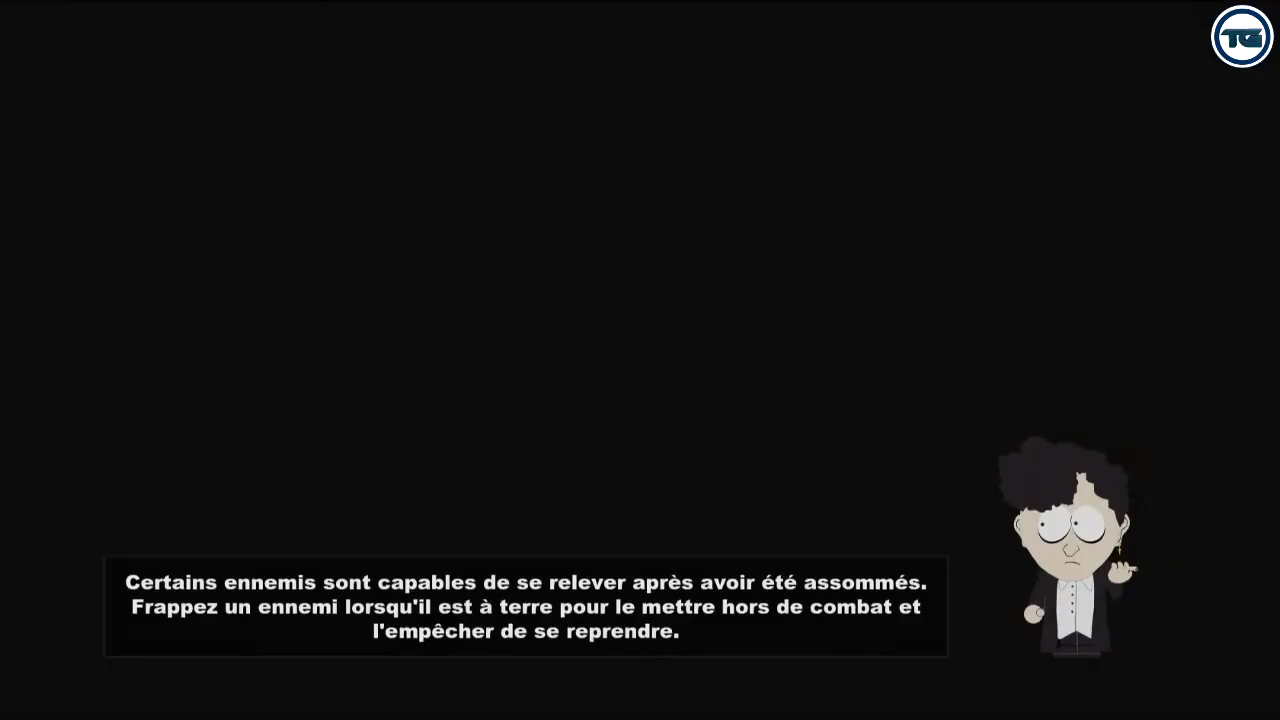 TG
Certains ennemis sont capables de se relever après avoir été assommés.
Frappez un ennemi lorsqu'il est à terre pour le mettre hors de combat et
l'empêcher de se reprendre.